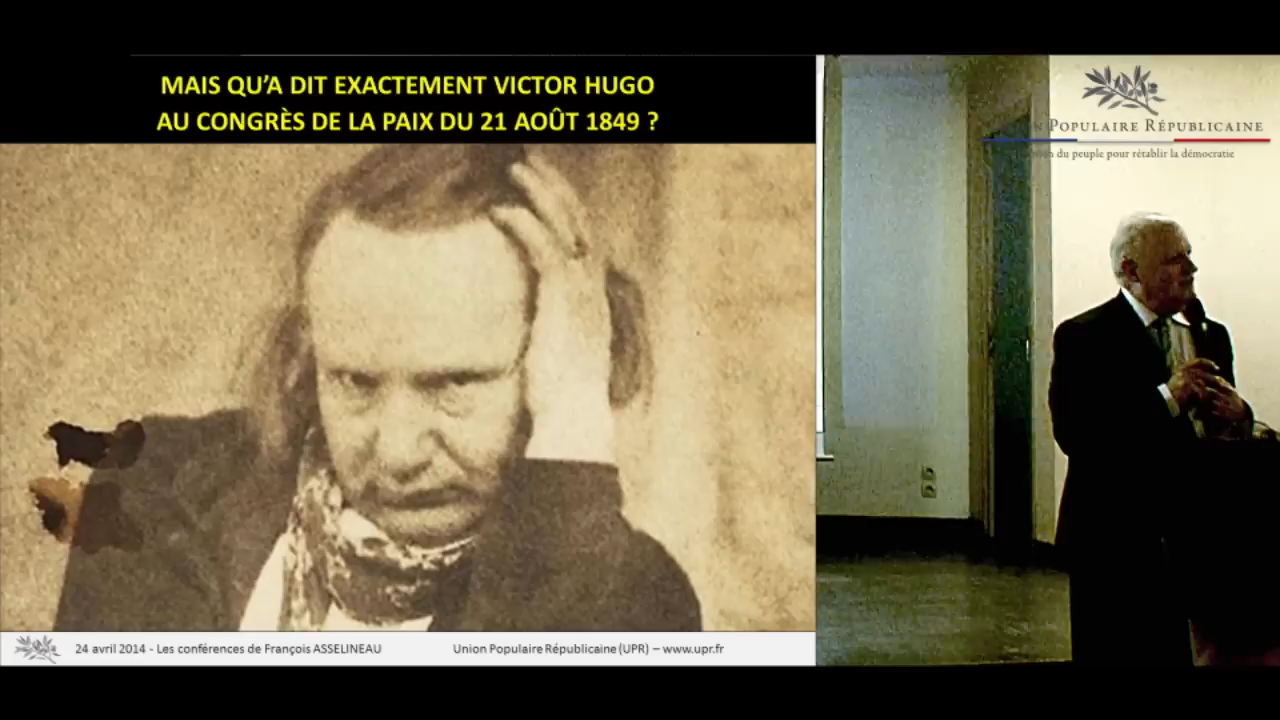 MAIS QU'A DIT EXACTEMENT VICTOR HUGO
AU CONGRÈS DE LA PAIX DU 21 AOÛT 1849 ?
24 avril 2014 - Les conférences de François ASSELINEAU
Union Populaire Républicaine (UPR) – www.upr.fr
POPULAIRE RÉPUBLICAINE
du peuple pour rétablir la démocratie